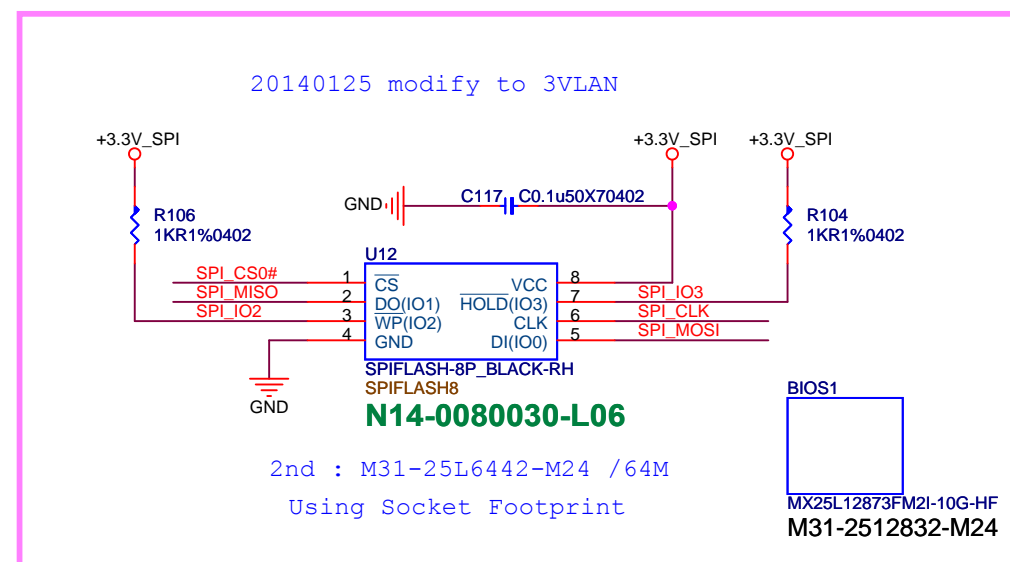 20140125 modify to 3VLAN
+3.3V_SPI
+3.3V_SPI
+3.3V_SPI
GND
C117
C0.1u50X70402
R106
1KR1%0402
R104
1KR1%0402
U12
SPI_CS0#
1
CS
VCC
8
SPI_MISO
2
DO(IO1)
HOLD(IO3)
7
SPI_IO3
SPI_IO2
3
WP(IO2)
CLK
6
SPI_CLK
4
GND
DI(IO0)
5
SPI_MOSI
SPIFLASH-8P_BLACK-RH
SPIFLASH8
N14-0080030-L06
GND
BIOS1
2nd : M31-25L6442-M24 /64M
Using Socket Footprint
MX25L12873FM2I-10G-HF
M31-2512832-M24